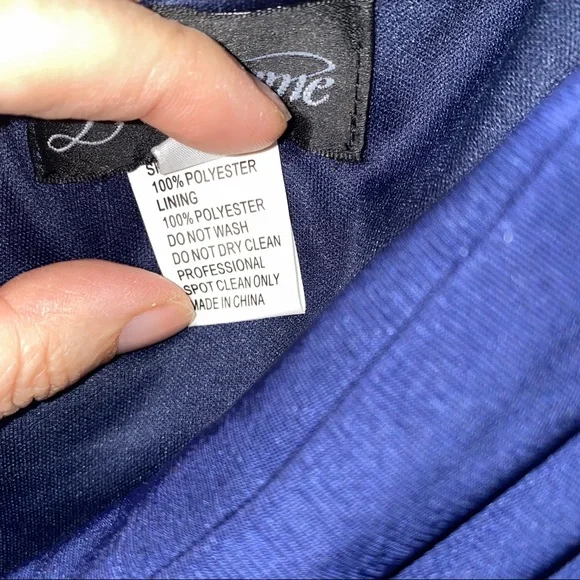 100% POLYESTER
LINING
100% POLYESTER
DO NOT WASH
DO NOT DRY CLEAN
PROFESSIONAL
SPOT CLEAN ONLY
MADE IN CHINA